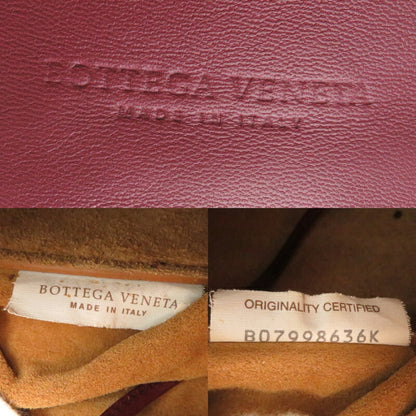 BOTTEGA VENETA
MADE IN ITALY
BOTTEGA VENETA
MADE IN ITALY
ORIGINALITY CERTIFIED
B07998636K